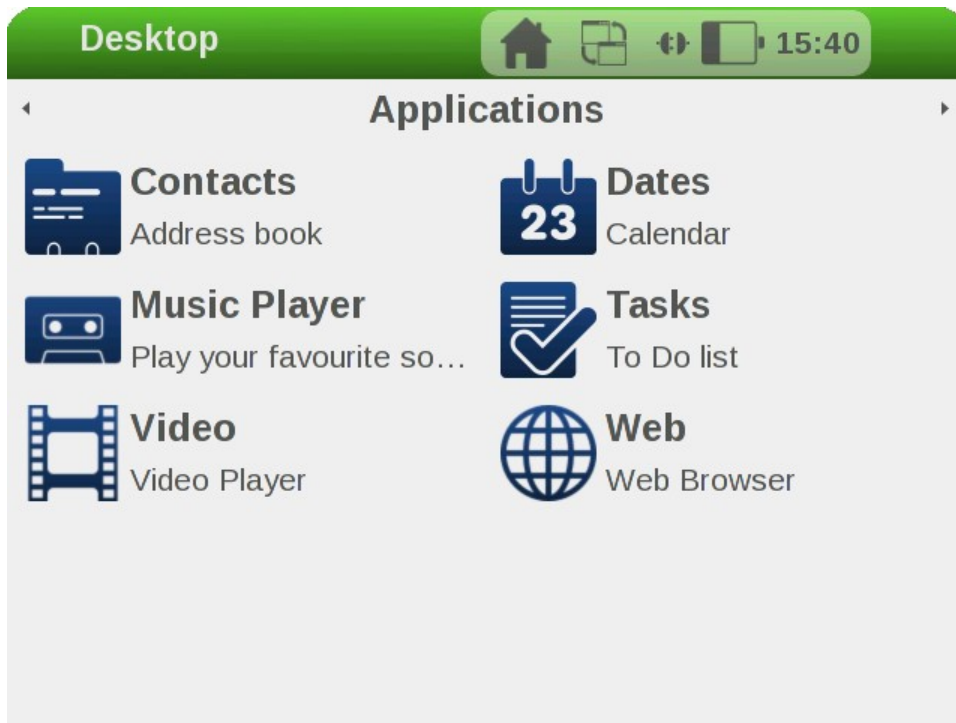 Desktop
15:40
Applications
Contacts
Address book
Dates
23
Calendar
Music Player
Play your favourite so...
Tasks
To Do list
Video
Video Player
Web
Web Browser